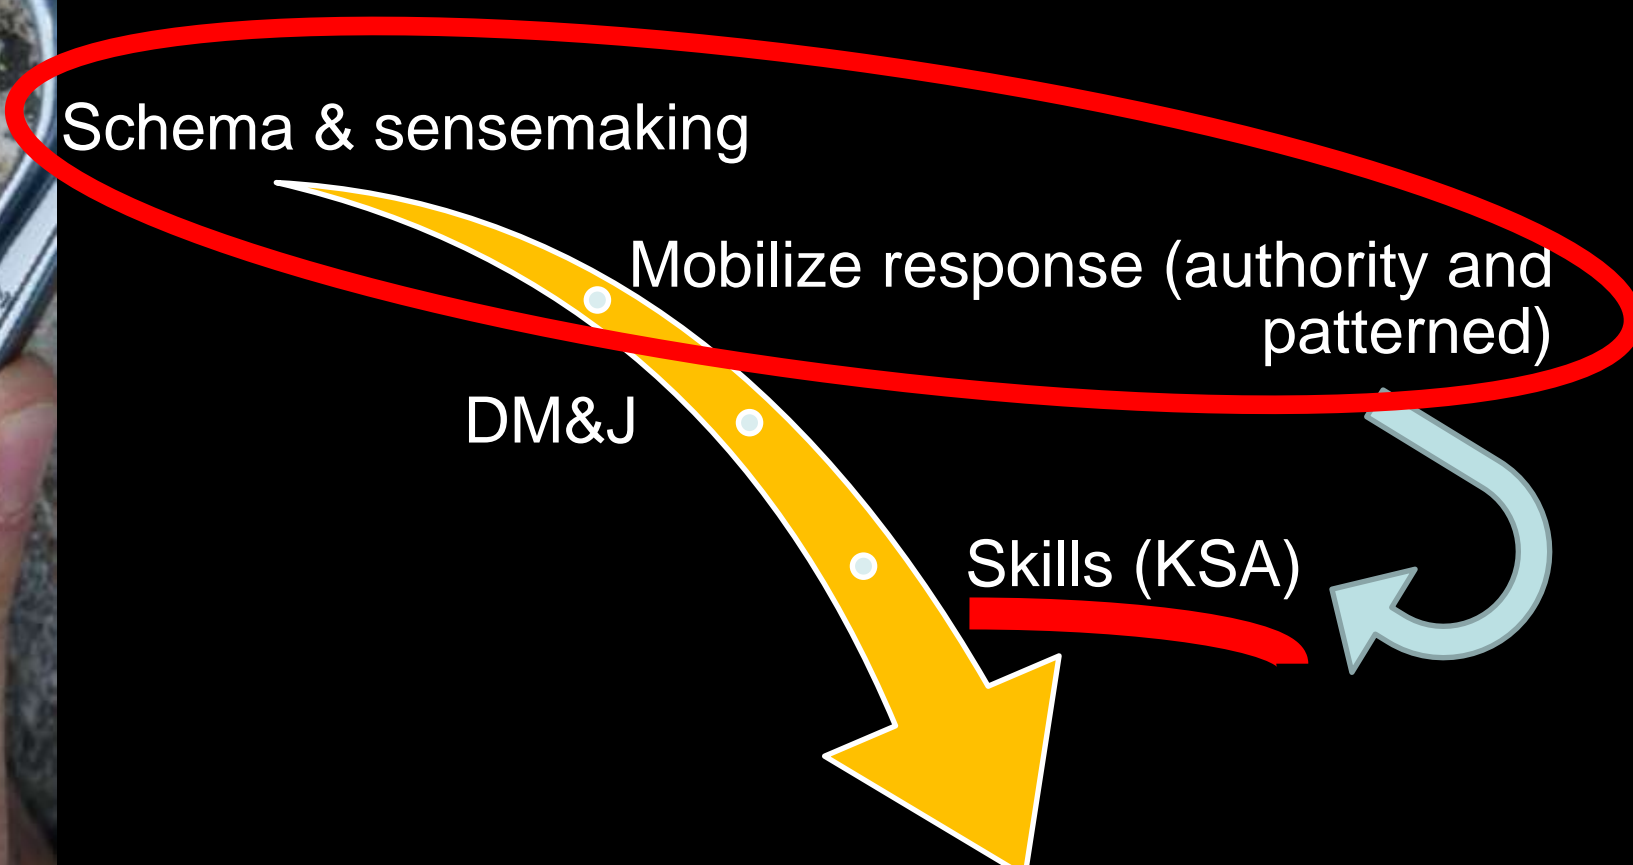 Schema & sensemaking
Mobilize response (authority and
patterned)
DM&J
Skills (KSA)